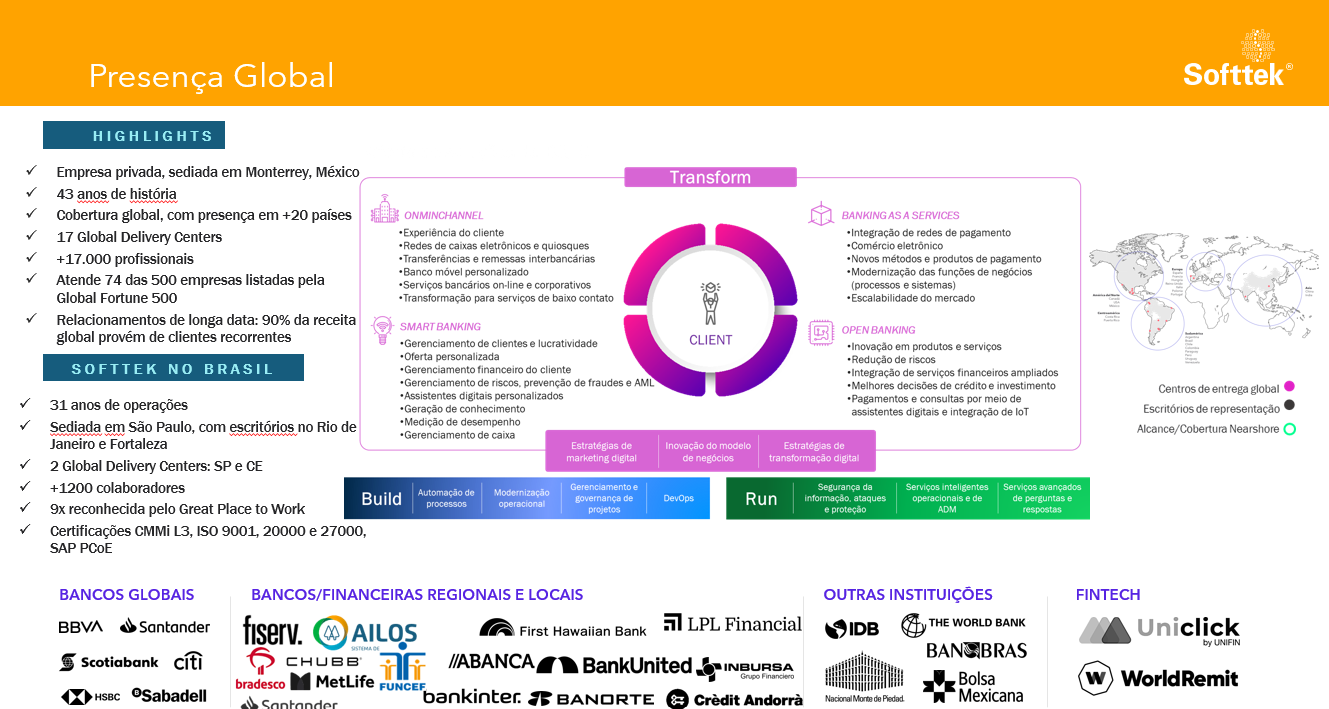 Presença Global
Softtek®
HIGHLIGHTS
Empresa privada, sediada em Monterrey, México
43 anos de história
Cobertura global, com presença em +20 países
17 Global Delivery Centers
+17.000 profissionais
Atende 74 das 500 empresas listadas pela
Global Fortune 500
Relacionamentos de longa data: 90% da receita
global provém de clientes recorrentes
SOFTTEK NO BRASIL
31 anos de operações
Sediada em São Paulo, com escritórios no Rio de
Janeiro e Fortaleza
2 Global Delivery Centers: SP e CE
+1200 colaboradores
9x reconhecida pelo Great Place to Work
Certificações CMMi L3, ISO 9001, 20000 e 27000,
SAP PCoE
Transform
ONMINCHANNEL
•Experiência do cliente
•Redes de caixas eletrônicos e quiosques
•Transferências e remessas interbancárias
•Banco móvel personalizado
•Serviços bancários on-line e corporativos
•Transformação para serviços de baixo contato
SMART BANKING
•Gerenciamento de clientes e lucratividade
•Oferta personalizada
•Gerenciamento financeiro do cliente
•Gerenciamento de riscos, prevenção de fraudes e AML
•Assistentes digitais personalizados
•Geração de conhecimento
•Medição de desempenho
•Gerenciamento de caixa
CLIENT
BANKING AS A SERVICES
•Integração de redes de pagamento
•Comércio eletrônico
•Novos métodos e produtos de pagamento
•Modernização das funções de negócios
(processos e sistemas)
•Escalabilidade do mercado
OPEN BANKING
•Inovação em produtos e serviços
•Redução de riscos
•Integração de serviços financeiros ampliados
•Melhores decisões de crédito e investimento
•Pagamentos e consultas por meio de
assistentes digitais e integração de IoT
Estratégias de
marketing digital
Inovação do modelo
de negócios
Estratégias de
transformação digital
Build
Automação de
processos
Modernização
operacional
Gerenciamento e
governança de
projetos
DevOps
Run
Segurança da
informação, ataques
e proteção
Serviços inteligentes
operacionais e de
ADM
Serviços avançados
de perguntas e
respostas
Centros de entrega global
Escritórios de representação
Alcance/Cobertura Nearshore
BANCOS GLOBAIS
BBVA
Santander
Scotiabank
citi
HSBC
Sabadell
BANCOS/FINANCEIRAS REGIONAIS E LOCAIS
fiserv.
AILOS
SISTEMA DE
First Hawaiian Bank
LPL Financial
bradesco
CHUBB®
MetLife
FUNCEF
//ABANCA
BankUnited
INBURSA
Grupo Financiero
Santander
bankinter.
BANORTE
Crèdit Andorrà
OUTRAS INSTITUIÇÕES
IDB
THE WORLD BANK
BANOBRAS
Nacional Monte de Piedad.
Bolsa
Mexicana
FINTECH
Uniclick
by UNIFIN
W
WorldRemit